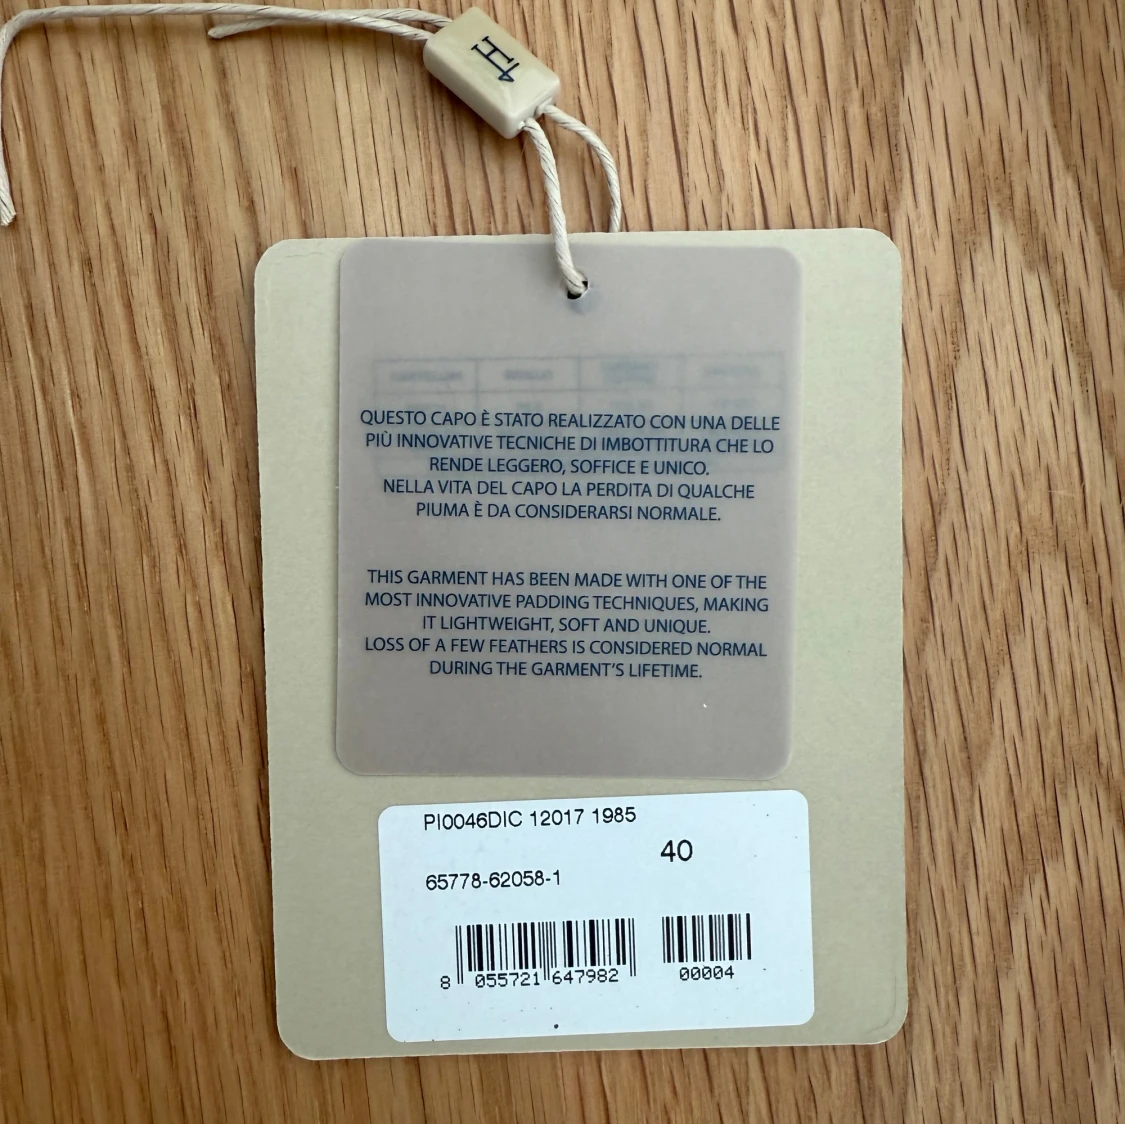 H
QUESTO CAPO È STATO REALIZZATO CON UNA DELLE
PIÙ INNOVATIVE TECNICHE DI IMBOTTITURA CHE LO
RENDE LEGGERO, SOFFICE E UNICO.
NELLA VITA DEL CAPO LA PERDITA DI QUALCHE
PIUMA È DA CONSIDERARSI NORMALE.
THIS GARMENT HAS BEEN MADE WITH ONE OF THE
MOST INNOVATIVE PADDING TECHNIQUES, MAKING
IT LIGHTWEIGHT, SOFT AND UNIQUE.
LOSS OF A FEW FEATHERS IS CONSIDERED NORMAL
DURING THE GARMENT'S LIFETIME.
PI0046DIC 12017 1985
40
65778-62058-1
8 055721 647982
00004